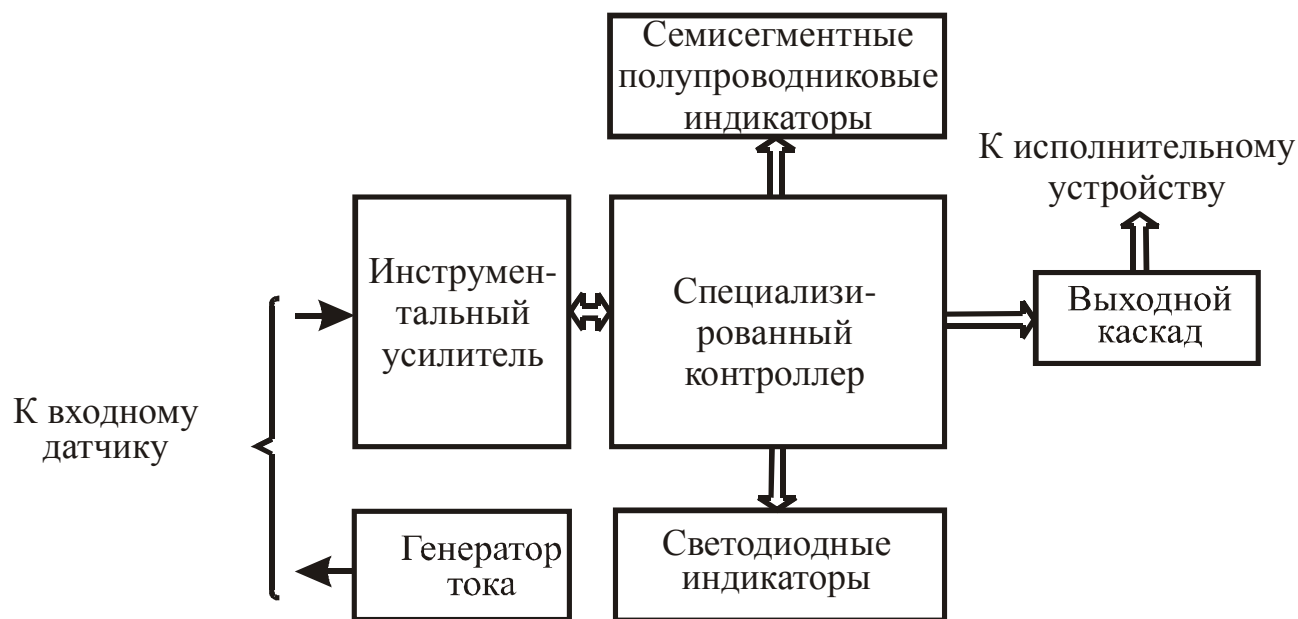 Семисегментные
полупроводниковые
индикаторы
К исполнительному
устройству
Инструмен-
тальный
усилитель
Специализи-
рованный
контроллер
Выходной
каскад
К входному
датчику
Генератор
тока
Светодиодные
индикаторы